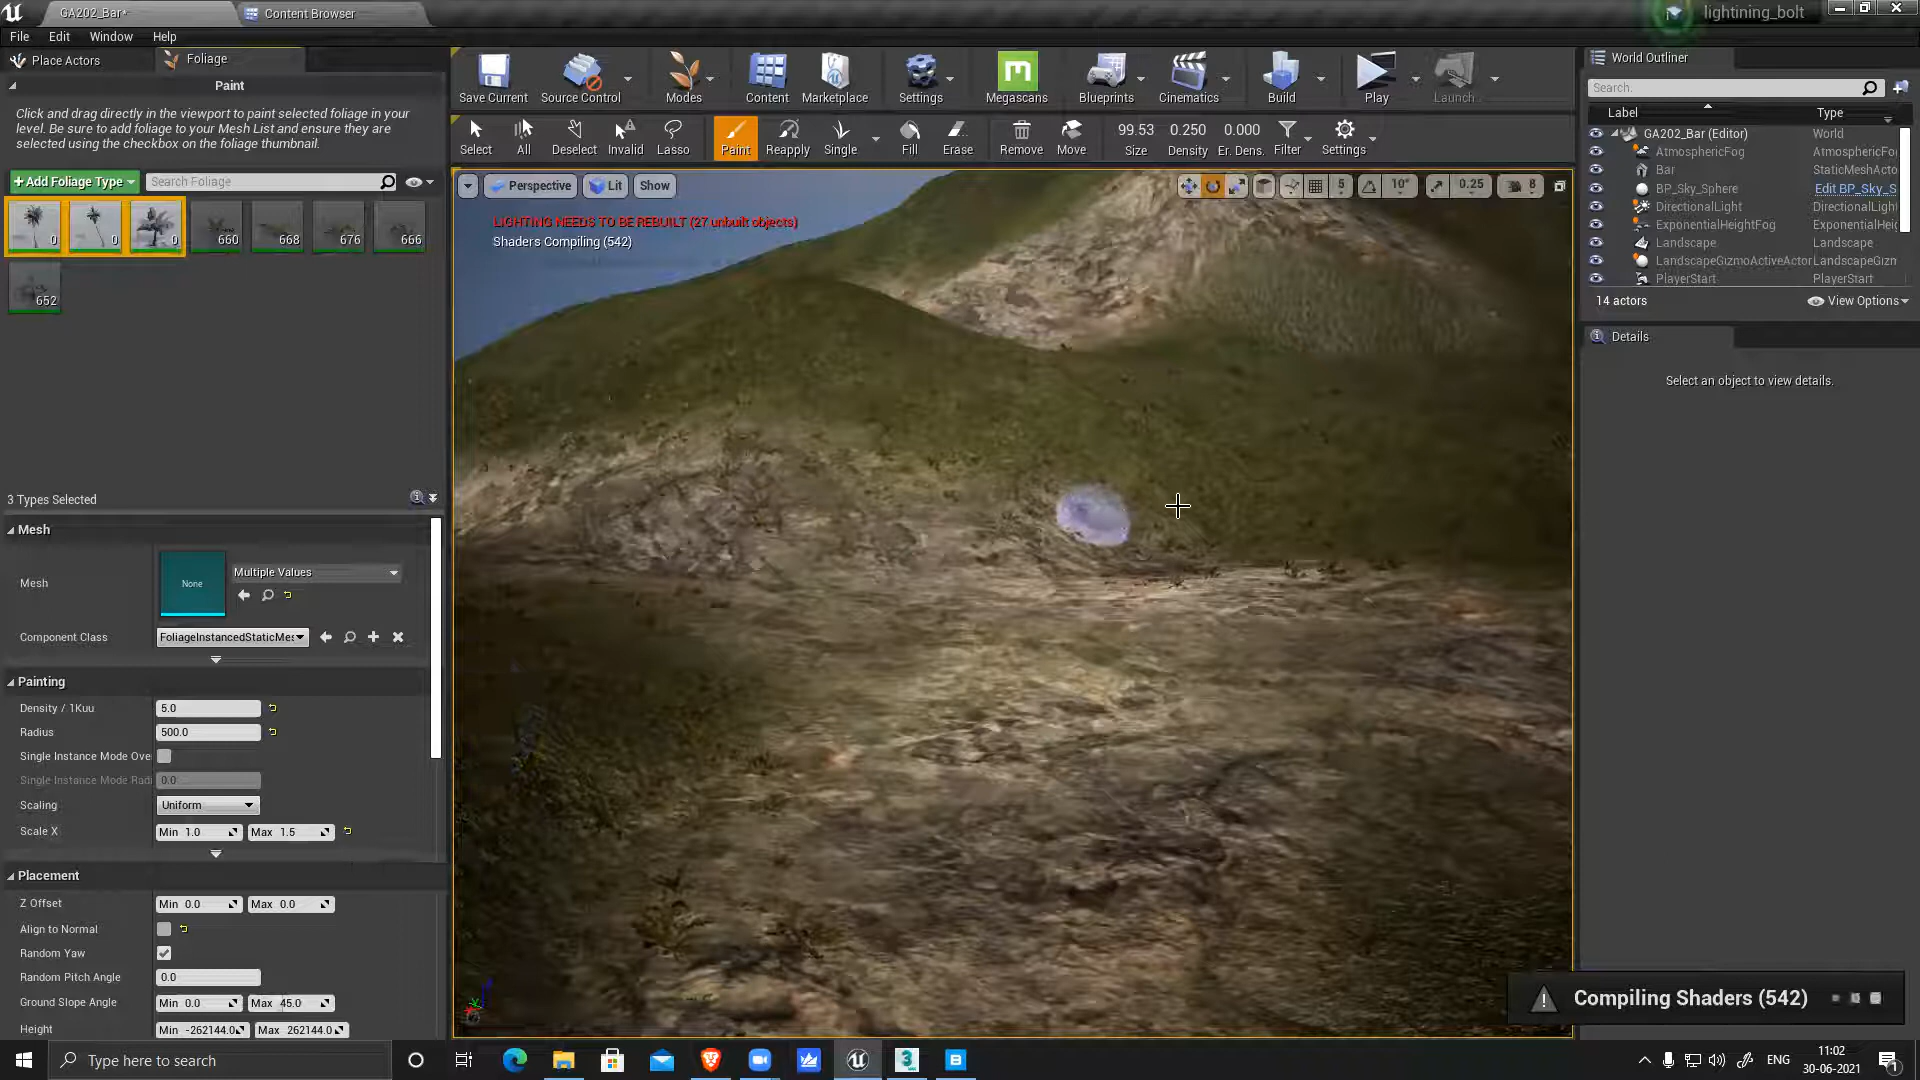 GA202_Bar*
Content Browser
lightining_bolt
File Edit Window Help
Place Actors
Foliage
Paint
Click and drag directly in the viewport to paint selected foliage in your
level. Be sure to add foliage to your Mesh List and ensure they are
selected using the checkbox on the foliage thumbnail.
+Add Foliage Type
Search Foliage
0 0 0 660 668 676 666
652
3 Types Selected
Mesh
Mesh
None
Multiple Values
Component Class
FoliageInstancedStaticMes
Painting
Density / 1Kuu 5.0
Radius 500.0
Single Instance Mode Ove
Single Instance Mode Radi 0.0
Scaling Uniform
Scale X Min 1.0 Max 1.5
Placement
Z Offset Min 0.0 Max 0.0
Align to Normal
Random Yaw
Random Pitch Angle 0.0
Ground Slope Angle Min 0.0 Max 45.0
Height Min -262144.0 Max 262144.0
Save Current Source Control Modes Content Marketplace Settings Megascans Blueprints Cinematics Build Play Launch
Select All Deselect Invalid Lasso Paint Reapply Single Fill Erase Remove Move
99.53 0.250 0.000
Size Density Er. Dens. Filter Settings
Perspective Lit Show
5 10° 0.25 8
LIGHTING NEEDS TO BE REBUILT (27 unbuilt objects)
Shaders Compiling (542)
World Outliner
Search.
Label Type
GA202_Bar (Editor) World
AtmosphericFog AtmosphericFo
Bar StaticMeshActo
BP_Sky_Sphere Edit BP_Sky_S
DirectionalLight DirectionalLight
ExponentialHeightFog ExponentialHeig
Landscape Landscape
LandscapeGizmoActiveActor LandscapeGizm
PlayerStart PlayerStart
14 actors
View Options
Details
Select an object to view details.
Compiling Shaders (542)
Type here to search
ENG
11:02
30-06-2021
1